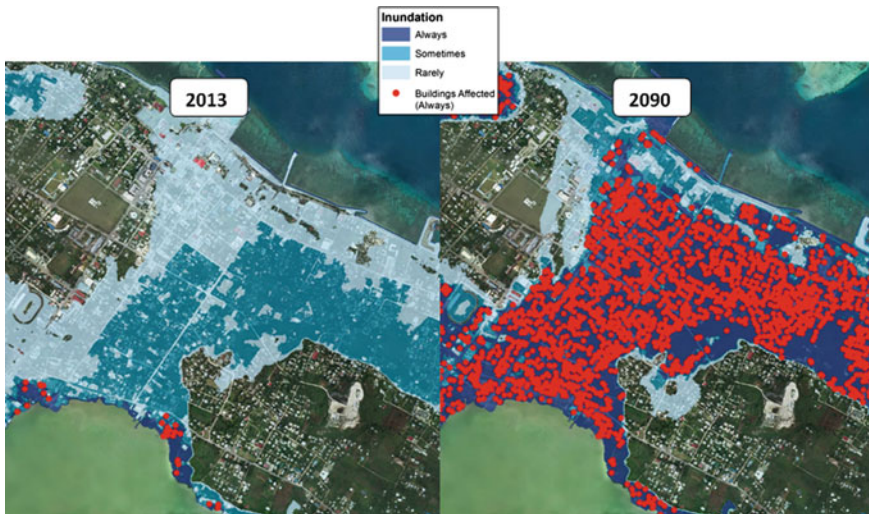 Inundation
Always
Sometimes
Rarely
Buildings Affected
(Always)
2013
2090